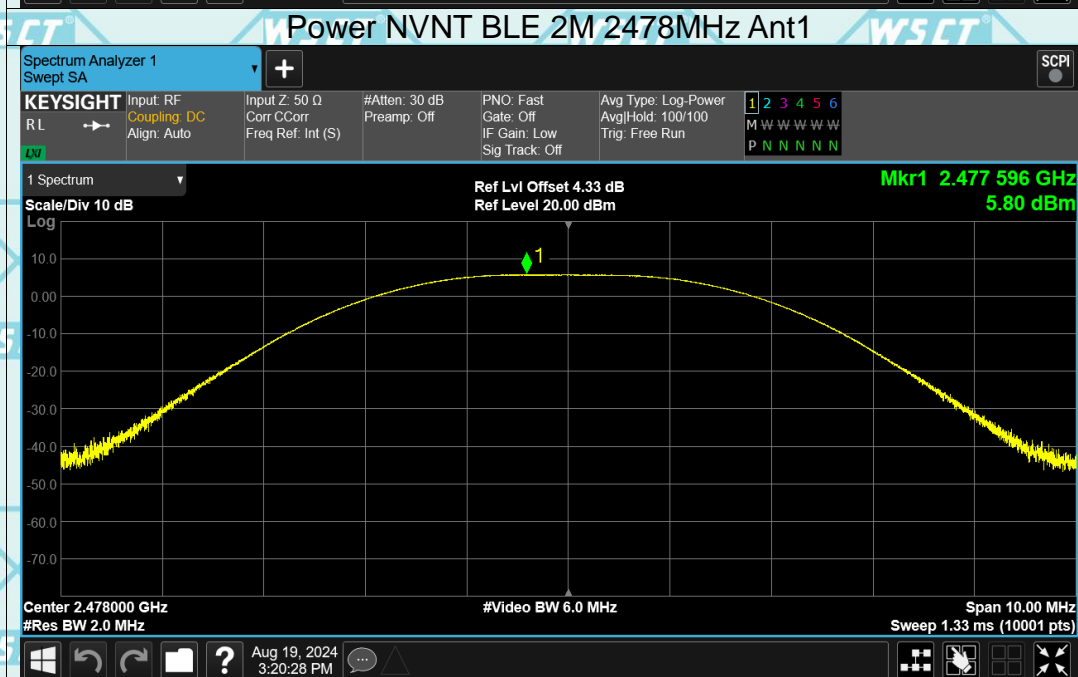 Power NVNT BLE 2M 2478MHz Ant1
WSCT
Spectrum Analyzer 1
Swept SA
+
SCPI
KEYSIGHT
R L
LXI
Input: RF
Coupling: DC
Align: Auto
Input Z: 50 Ω
Corr CCorr
Freq Ref: Int (S)
#Atten: 30 dB
Preamp: Off
PNO: Fast
Gate: Off
IF Gain: Low
Sig Track: Off
Avg Type: Log-Power
Avg|Hold: 100/100
Trig: Free Run
1 2 3 4 5 6
M W W W W W
P N N N N N
1 Spectrum
Scale/Div 10 dB
Ref Lvl Offset 4.33 dB
Ref Level 20.00 dBm
Mkr1 2.477 596 GHz
5.80 dBm
Log
1
10.0
0.00
-10.0
-20.0
-30.0
-40.0
-50.0
-60.0
-70.0
Center 2.478000 GHz
#Video BW 6.0 MHz
Span 10.00 MHz
#Res BW 2.0 MHz
Sweep 1.33 ms (10001 pts)
?
Aug 19, 2024
3:20:28 PM